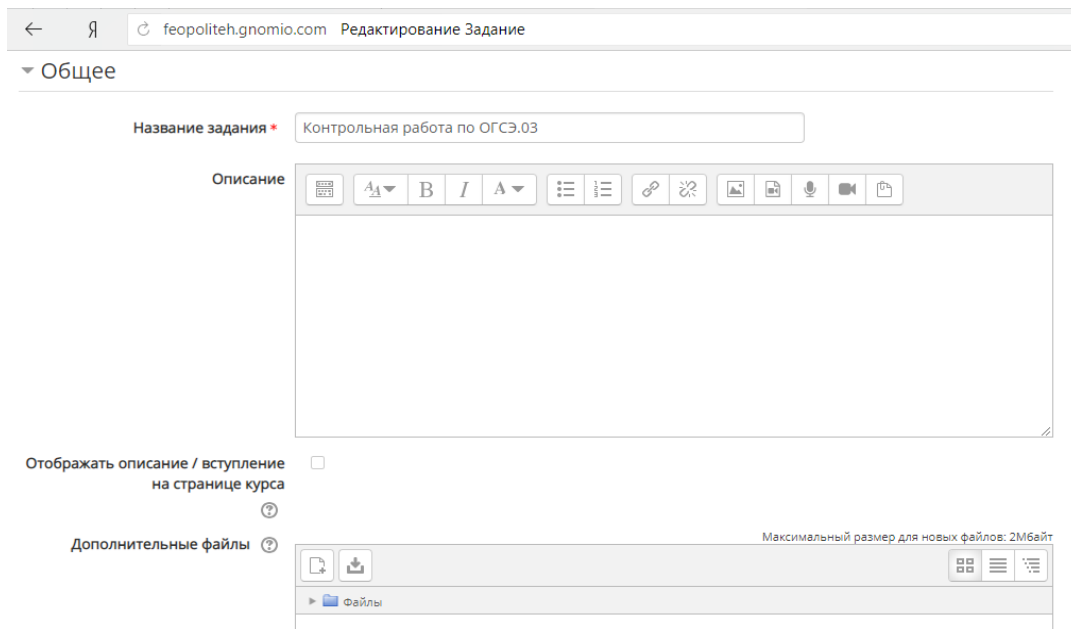 Я feopoliteh.gnomio.com Редактирование Задание
Общее
Название задания * Контрольная работа по ОГСЭ.03
Описание
Отображать описание / вступление
на странице курса
Дополнительные файлы
Максимальный размер для новых файлов: 2Мбайт
Файлы